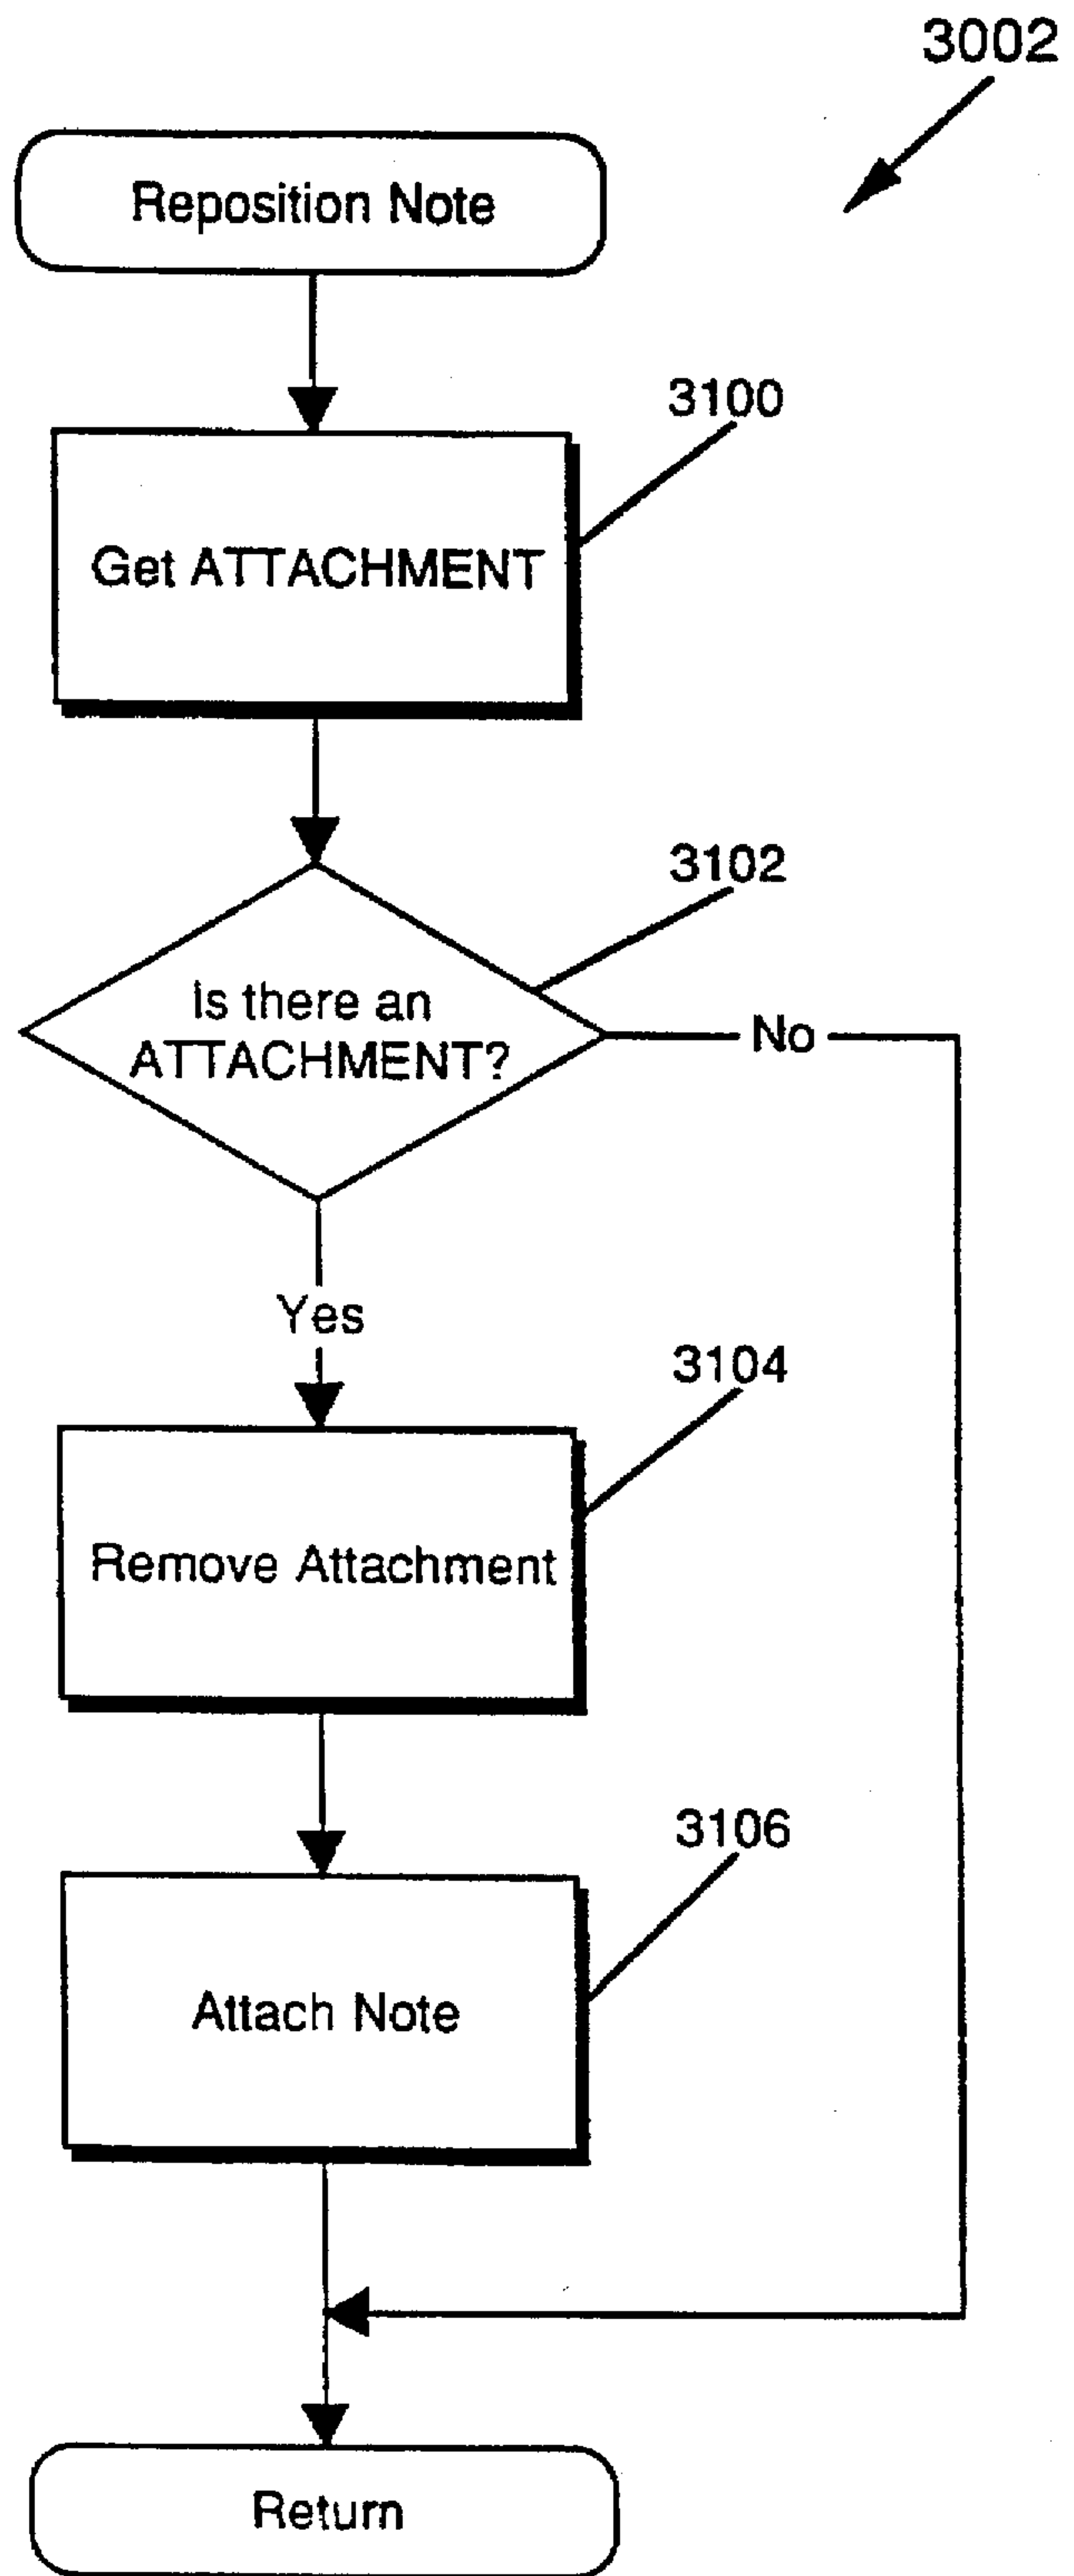 3002
Reposition Note
3100
Get ATTACHMENT
3102
Is there an
ATTACHMENT?
No
Yes
3104
Remove Attachment
3106
Attach Note
Return